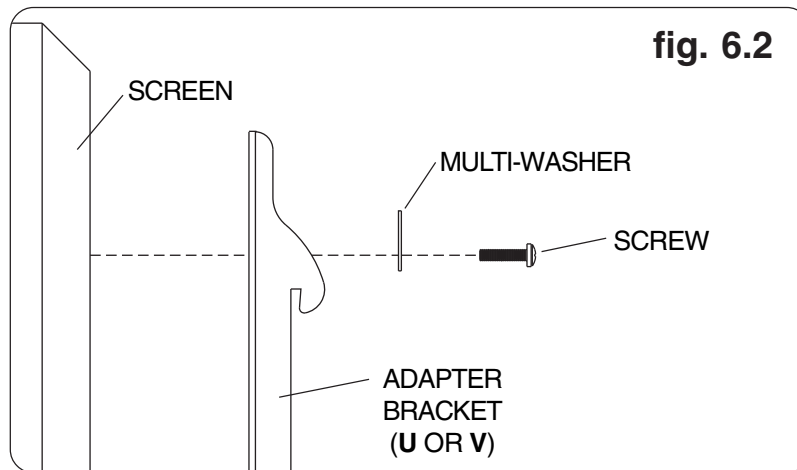 fig. 6.2
SCREEN
MULTI-WASHER
SCREW
ADAPTER
BRACKET
(U OR V)